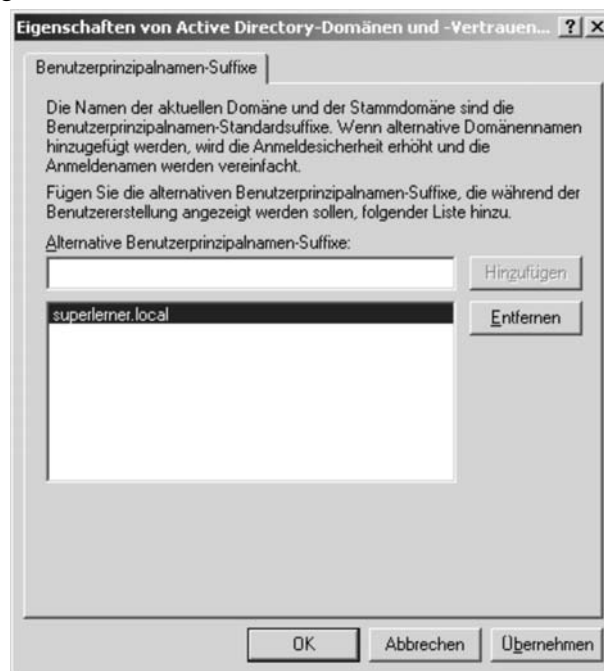 Eigenschaften von Active Directory-Domänen und -Vertrauen...
Benutzerprinzipalnamen-Suffixe
Die Namen der aktuellen Domäne und der Stammdomäne sind die
Benutzerprinzipalnamen-Standardsuffixe. Wenn alternative Domänennamen
hinzugefügt werden, wird die Anmeldesicherheit erhöht und die
Anmeldenamen werden vereinfacht.
Fügen Sie die alternativen Benutzerprinzipalnamen-Suffixe, die während der
Benutzererstellung angezeigt werden sollen, folgender Liste hinzu.
Alternative Benutzerprinzipalnamen-Suffixe:
Hinzufügen
superlerner.local
Entfernen
OK Abbrechen Übernehmen